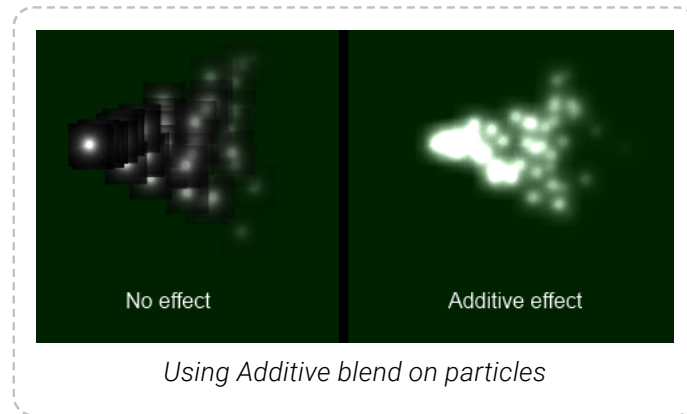 No effect
Additive effect
Using Additive blend on particles